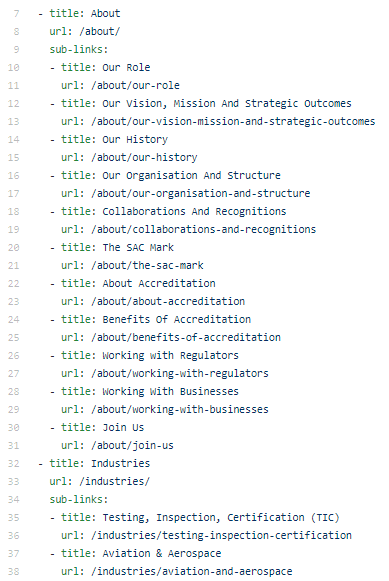 7 - title: About
8 url: /about/
9 sub-links:
10 - title: Our Role
11 url: /about/our-role
12 - title: Our Vision, Mission And Strategic Outcomes
13 url: /about/our-vision-mission-and-strategic-outcomes
14 - title: Our History
15 url: /about/our-history
16 - title: Our Organisation And Structure
17 url: /about/our-organisation-and-structure
18 - title: Collaborations And Recognitions
19 url: /about/collaborations-and-recognitions
20 - title: The SAC Mark
21 url: /about/the-sac-mark
22 - title: About Accreditation
23 url: /about/about-accreditation
24 - title: Benefits Of Accreditation
25 url: /about/benefits-of-accreditation
26 - title: Working with Regulators
27 url: /about/working-with-regulators
28 - title: Working With Businesses
29 url: /about/working-with-businesses
30 - title: Join Us
31 url: /about/join-us
32 - title: Industries
33 url: /industries/
34 sub-links:
35 - title: Testing, Inspection, Certification (TIC)
36 url: /industries/testing-inspection-certification
37 - title: Aviation & Aerospace
38 url: /industries/aviation-and-aerospace